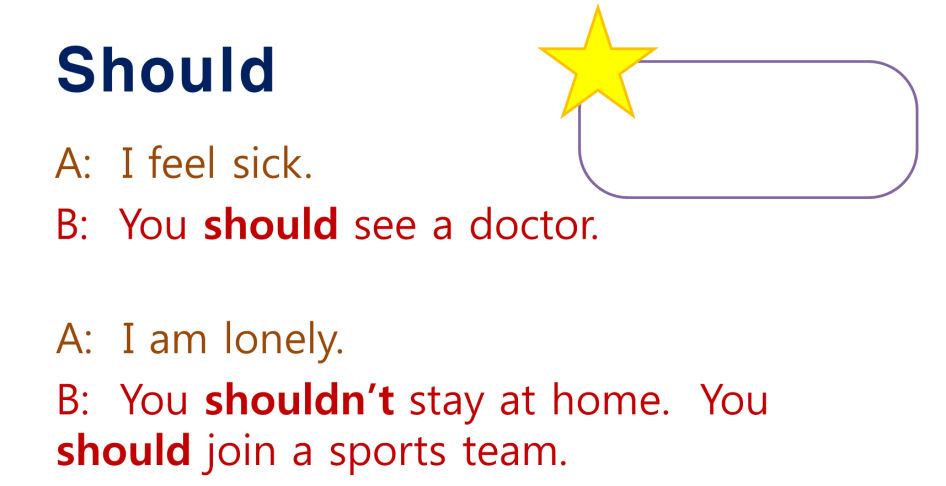 Should
A: I feel sick.
B: You should see a doctor.
A: I am lonely.
B: You shouldn’t stay at home. You
should join a sports team.